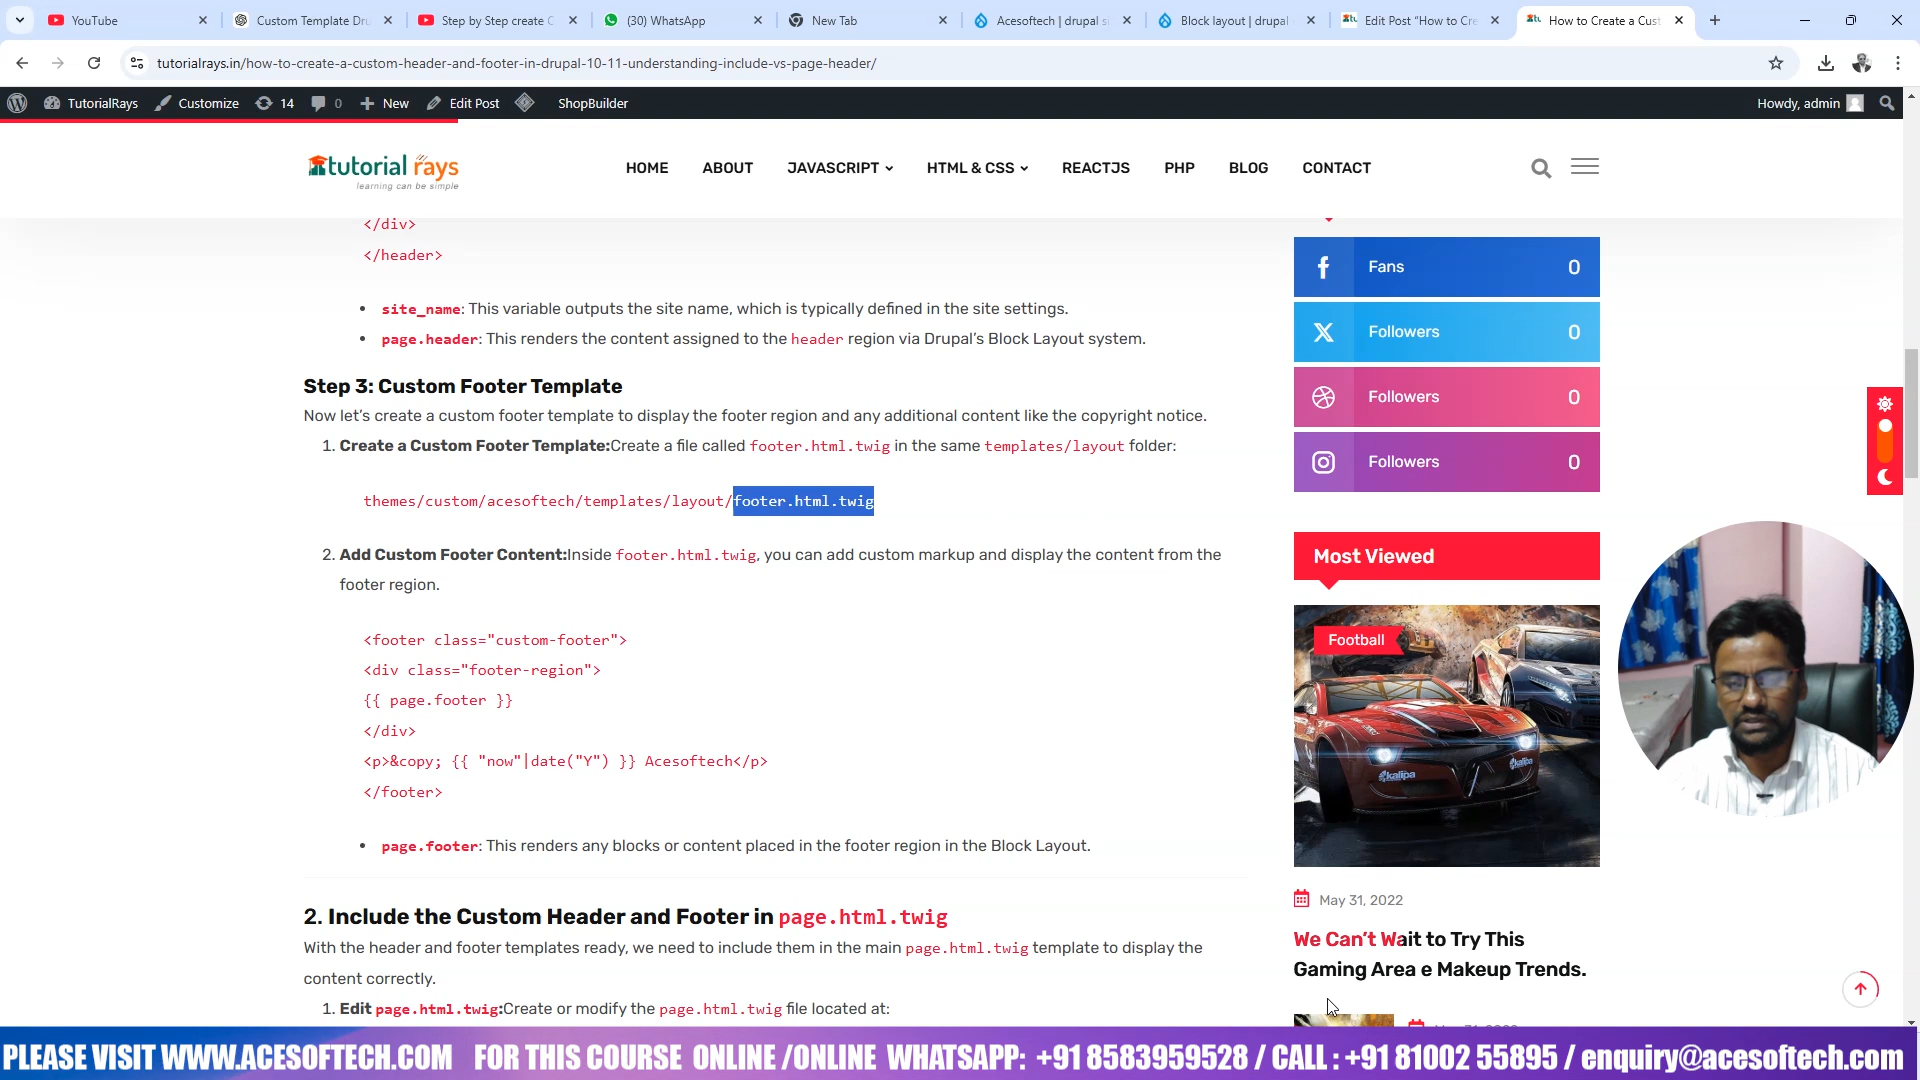 YouTube
Custom Template Dru
Step by Step create C
(30) WhatsApp
New Tab
Acesoftech | drupal s
Block layout | drupal
Edit Post "How to Cre
How to Create a Cust
tutorialrays.in/how-to-create-a-custom-header-and-footer-in-drupal-10-11-understanding-include-vs-page-header/
TutorialRays
Customize
14
0
New
Edit Post
ShopBuilder
Howdy, admin
tutorial rays
learning can be simple
HOME
ABOUT
JAVASCRIPT
HTML & CSS
REACTJS
PHP
BLOG
CONTACT
</div>
</header>
site_name: This variable outputs the site name, which is typically defined in the site settings.
page.header: This renders the content assigned to the header region via Drupal's Block Layout system.
Step 3: Custom Footer Template
Now let's create a custom footer template to display the footer region and any additional content like the copyright notice.
1. Create a Custom Footer Template:Create a file called footer.html.twig in the same templates/layout folder:
themes/custom/acesoftech/templates/layout/footer.html.twig
2. Add Custom Footer Content:Inside footer.html.twig, you can add custom markup and display the content from the
footer region.
<footer class="custom-footer">
<div class="footer-region">
{{ page.footer }}
</div>
<p>&copy; {{ "now"|date("Y") }} Acesoftech</p>
</footer>
page.footer: This renders any blocks or content placed in the footer region in the Block Layout.
2. Include the Custom Header and Footer in page.html.twig
With the header and footer templates ready, we need to include them in the main page.html.twig template to display the
content correctly.
1. Edit page.html.twig:Create or modify the page.html.twig file located at:
Fans 0
Followers 0
Followers 0
Followers 0
Most Viewed
Football
kalipa
kalipa
May 31, 2022
We Can't Wait to Try This
Gaming Area e Makeup Trends.
PLEASE VISIT WWW.ACESOFTECH.COM FOR THIS COURSE ONLINE /ONLINE WHATSAPP: +91 8583959528 / CALL : +91 81002 55895 / enquiry@acesoftech.com